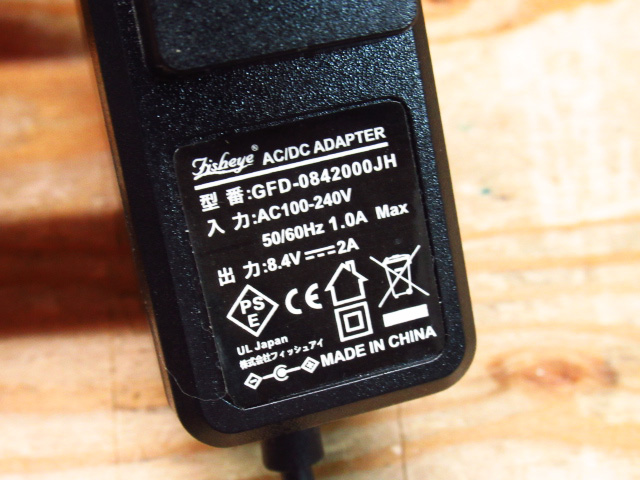 Fisheye® AC/DC ADAPTER
型 番:GFD-0842000JH
入 力:AC100-240V
50/60Hz 1.0A Max
出 力:8.4V⎓2A
PS
E
CE
UL Japan
株式会社フィッシュアイ
MADE IN CHINA